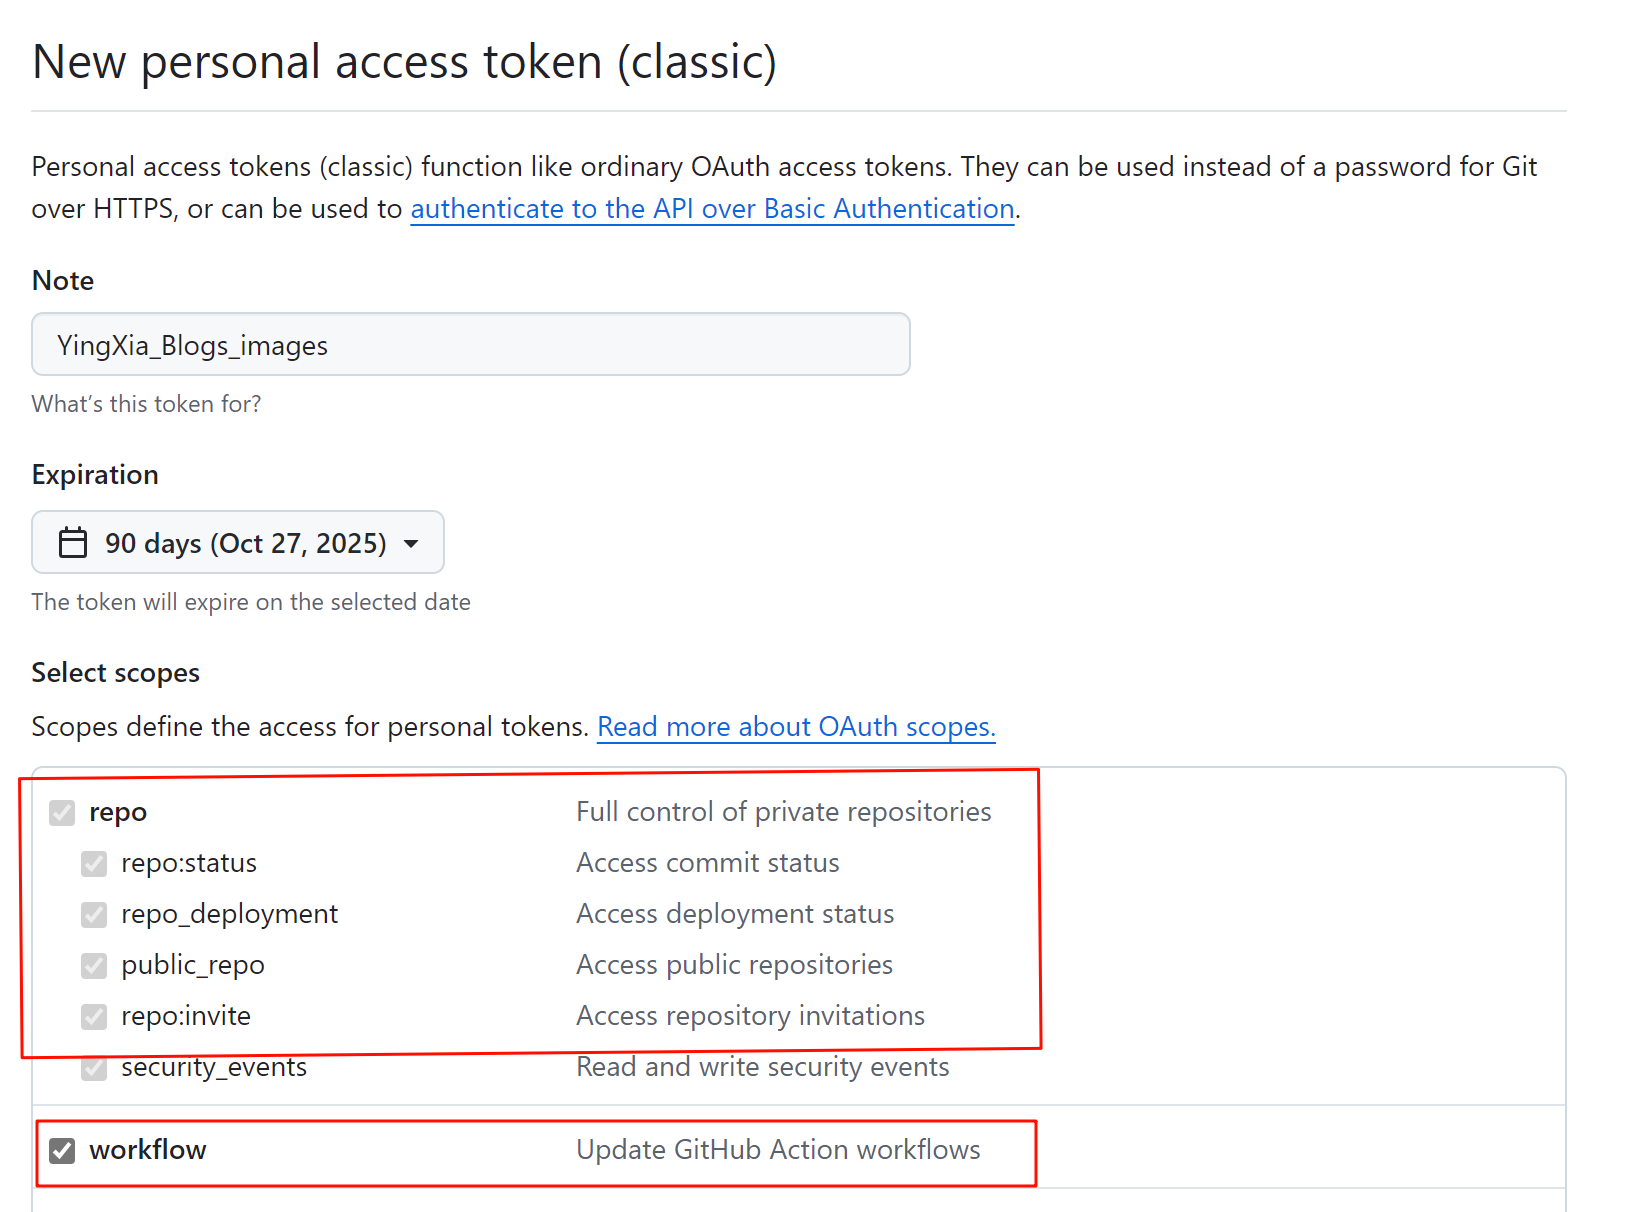 New personal access token (classic)
Personal access tokens (classic) function like ordinary OAuth access tokens. They can be used instead of a password for Git
over HTTPS, or can be used to authenticate to the API over Basic Authentication.
Note
YingXia_Blogs_images
What's this token for?
Expiration
90 days (Oct 27, 2025)
The token will expire on the selected date
Select scopes
Scopes define the access for personal tokens. Read more about OAuth scopes.
repo Full control of private repositories
repo:status Access commit status
repo_deployment Access deployment status
public_repo Access public repositories
repo:invite Access repository invitations
security_events Read and write security events
workflow Update GitHub Action workflows